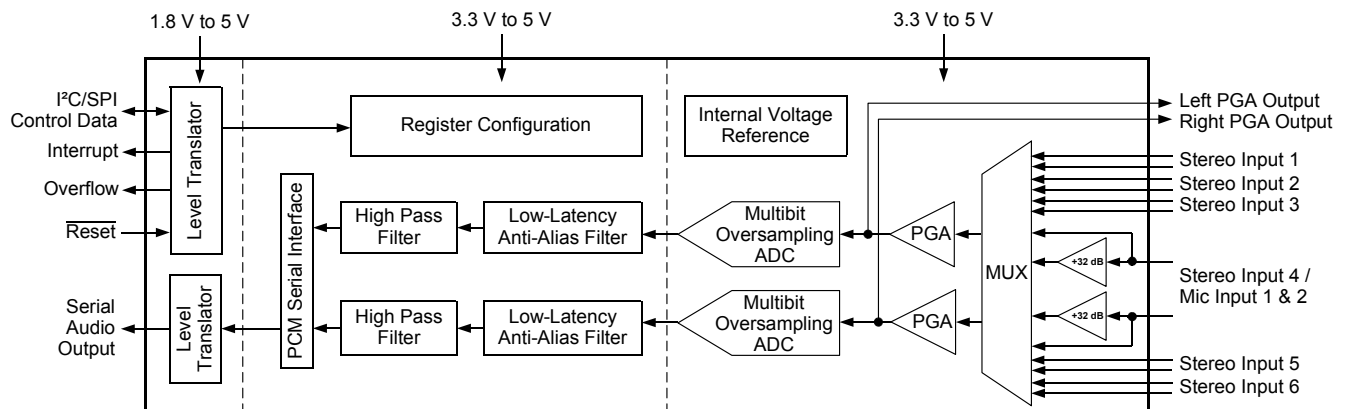 1.8 V to 5 V
3.3 V to 5 V
3.3 V to 5 V
I²C/SPI
Control Data
Interrupt
Overflow
Reset
Serial
Audio
Output
Level Translator
Level
Translator
Register Configuration
Internal Voltage
Reference
PCM Serial Interface
High Pass
Filter
Low-Latency
Anti-Alias Filter
Multibit
Oversampling
ADC
PGA
High Pass
Filter
Low-Latency
Anti-Alias Filter
Multibit
Oversampling
ADC
PGA
MUX
+32 dB
+32 dB
Left PGA Output
Right PGA Output
Stereo Input 1
Stereo Input 2
Stereo Input 3
Stereo Input 4 /
Mic Input 1 & 2
Stereo Input 5
Stereo Input 6